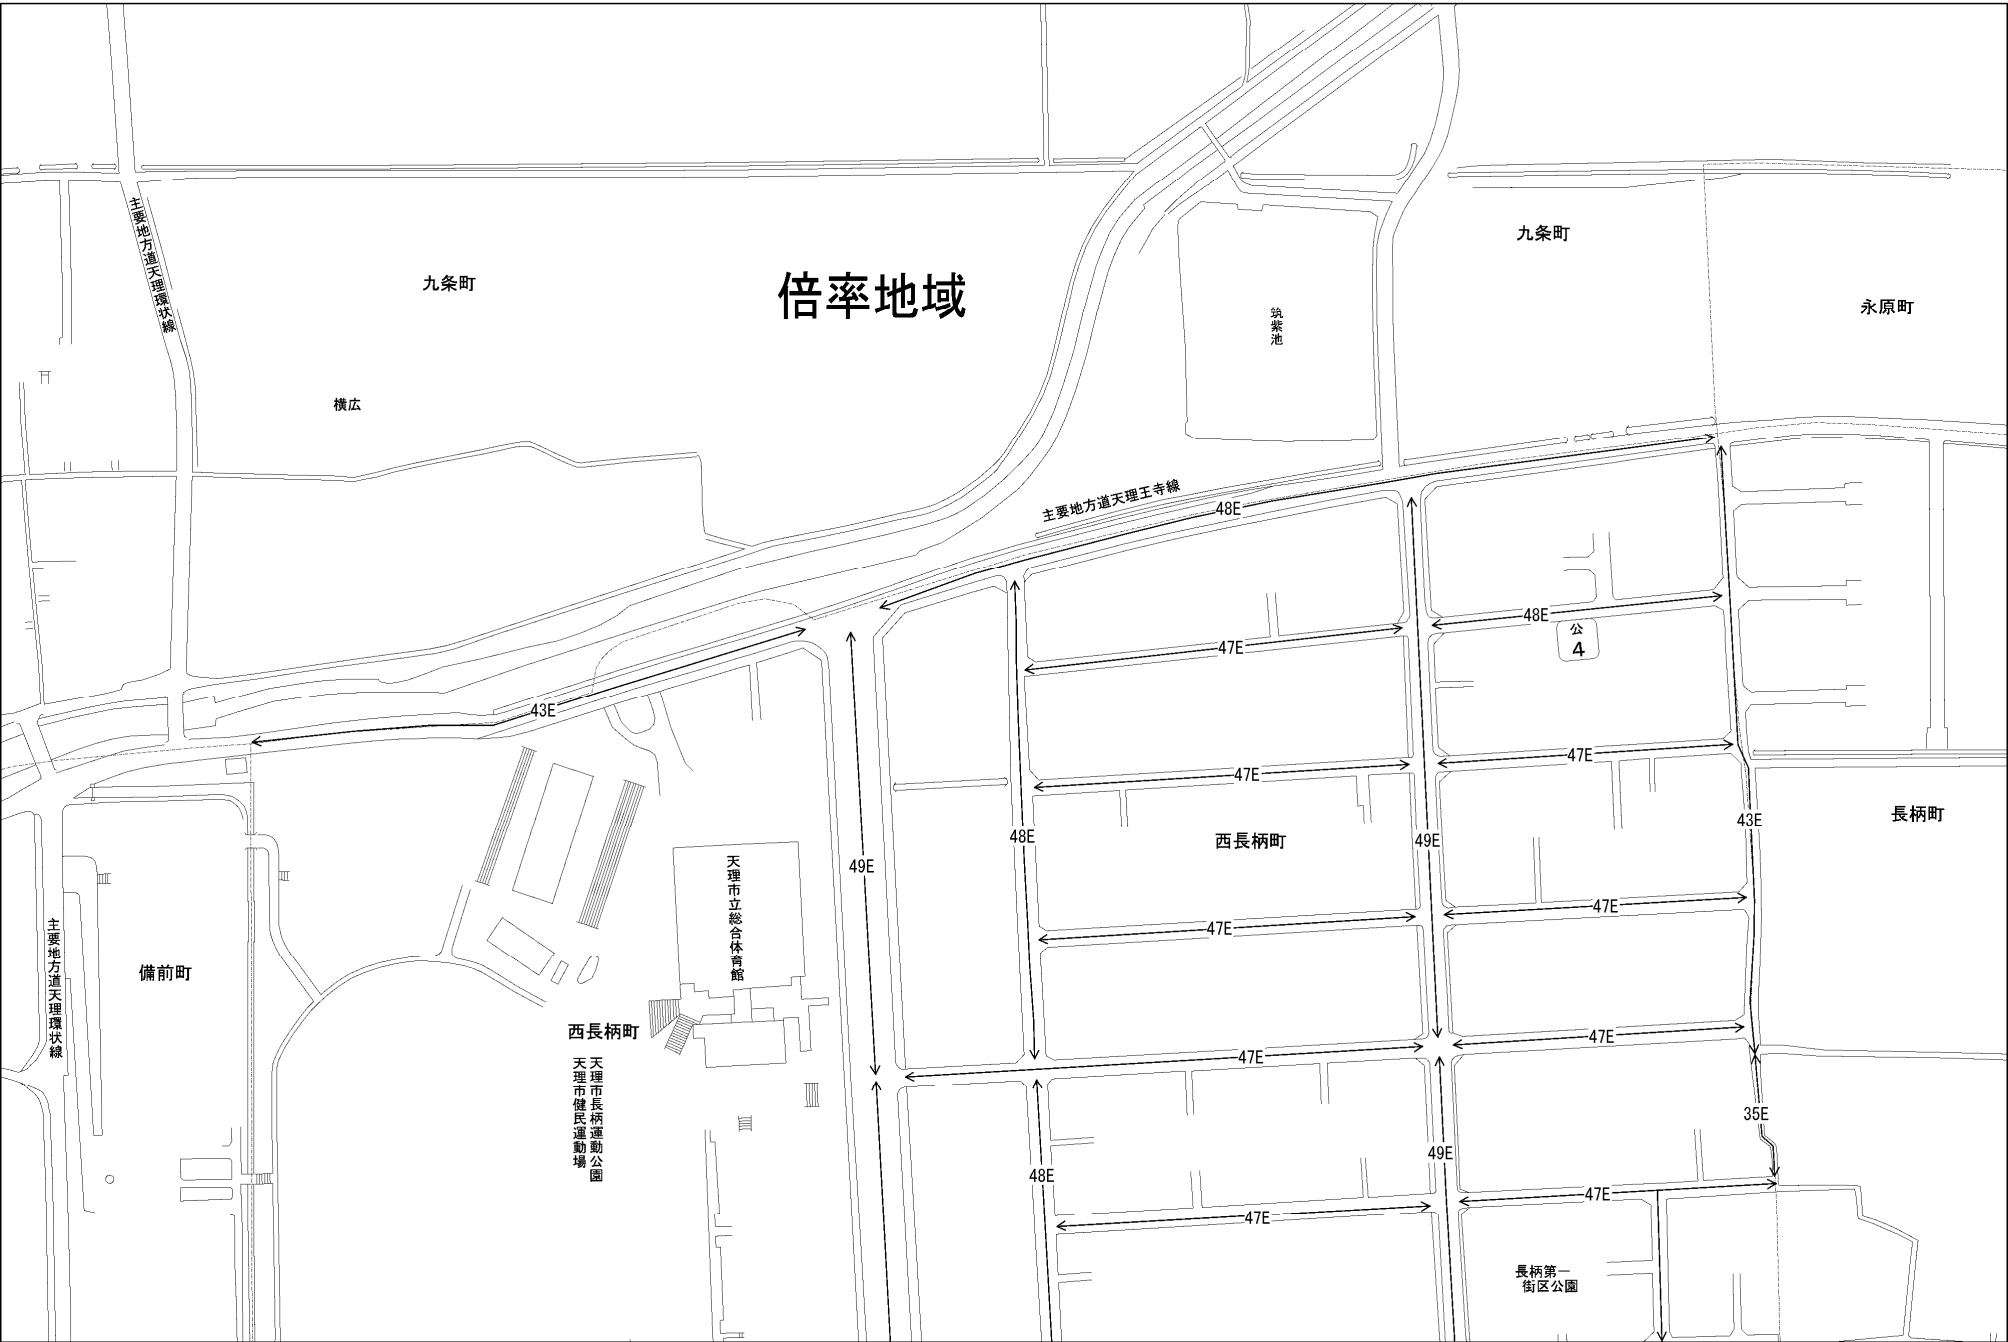 主要地方道天理環状線
九条町
倍率地域
九条町
筑紫池
永原町
横広
主要地方道天理王寺線
48E
48E
47E
公
4
43E
47E
47E
43E
48E
49E
西長柄町
49E
長柄町
天理市立総合体育館
47E
47E
主要地方道天理環状線
備前町
西長柄町
天理市長柄運動公園
天理市健民運動場
47E
47E
35E
49E
48E
47E
47E
長柄第一
街区公園